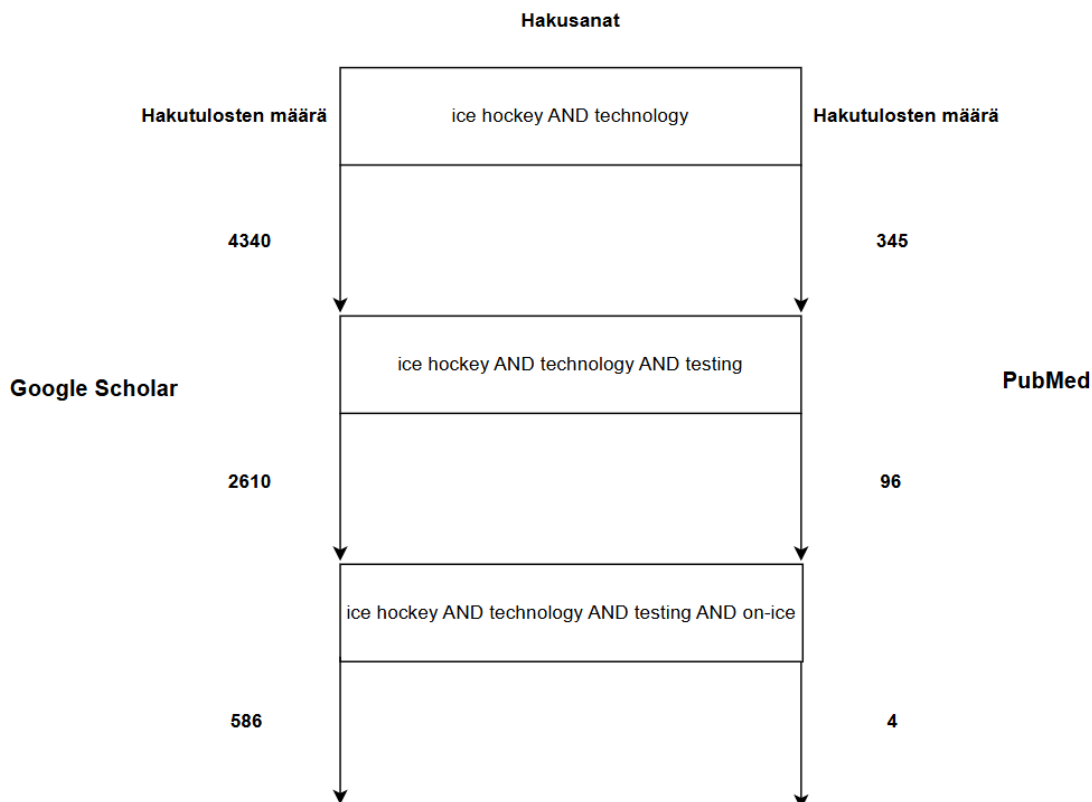 Hakusanat
Hakutulosten määrä
ice hockey AND technology
Hakutulosten määrä
4340
345
ice hockey AND technology AND testing
Google Scholar
PubMed
2610
96
ice hockey AND technology AND testing AND on-ice
586
4